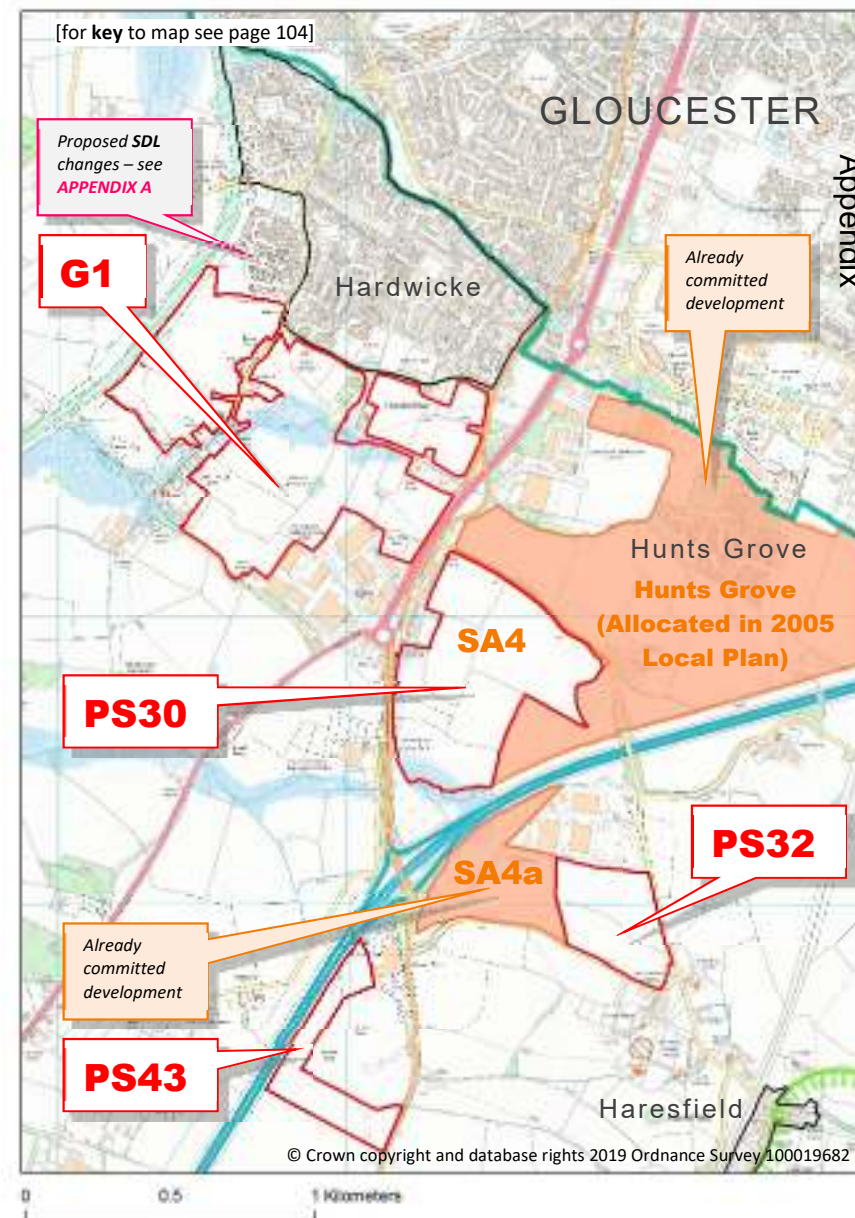 [for key to map see page 104]
GLOUCESTER
Appendix
Proposed SDL
changes – see
APPENDIX A
G1
Hardwicke
Already
committed
development
Hunts Grove
Hunts Grove
(Allocated in 2005
Local Plan)
SA4
PS30
PS32
SA4a
Already
committed
development
PS43
Haresfield
© Crown copyright and database rights 2019 Ordnance Survey 100019682
0 0.5 1 Kilometers